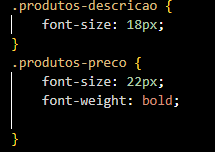 .produtos-descricao {
font-size: 18px;
}
.produtos-preco {
font-size: 22px;
font-weight: bold;
}